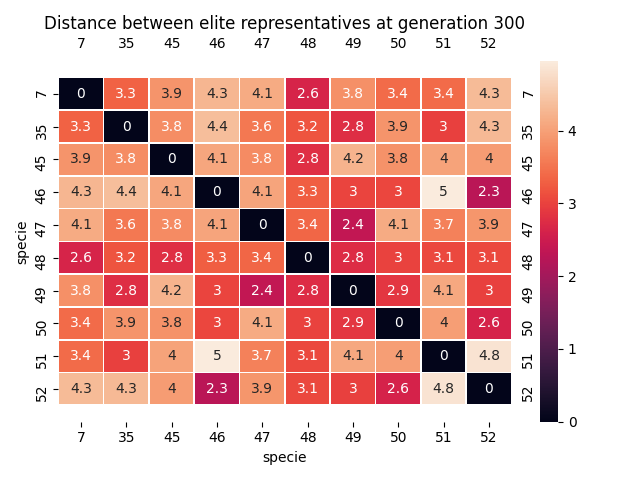 Distance between elite representatives at generation 300
7 35 45 46 47 48 49 50 51 52
7 0 3.3 3.9 4.3 4.1 2.6 3.8 3.4 3.4 4.3 7
35 3.3 0 3.8 4.4 3.6 3.2 2.8 3.9 3 4.3 35
45 3.9 3.8 0 4.1 3.8 2.8 4.2 3.8 4 4 45
46 4.3 4.4 4.1 0 4.1 3.3 3 3 5 2.3 46
47 4.1 3.6 3.8 4.1 0 3.4 2.4 4.1 3.7 3.9 47
48 2.6 3.2 2.8 3.3 3.4 0 2.8 3 3.1 3.1 48
49 3.8 2.8 4.2 3 2.4 2.8 0 2.9 4.1 3 49
50 3.4 3.9 3.8 3 4.1 3 2.9 0 4 2.6 50
51 3.4 3 4 5 3.7 3.1 4.1 4 0 4.8 51
52 4.3 4.3 4 2.3 3.9 3.1 3 2.6 4.8 0 52
7 35 45 46 47 48 49 50 51 52
specie
specie
4
3
2
1
0